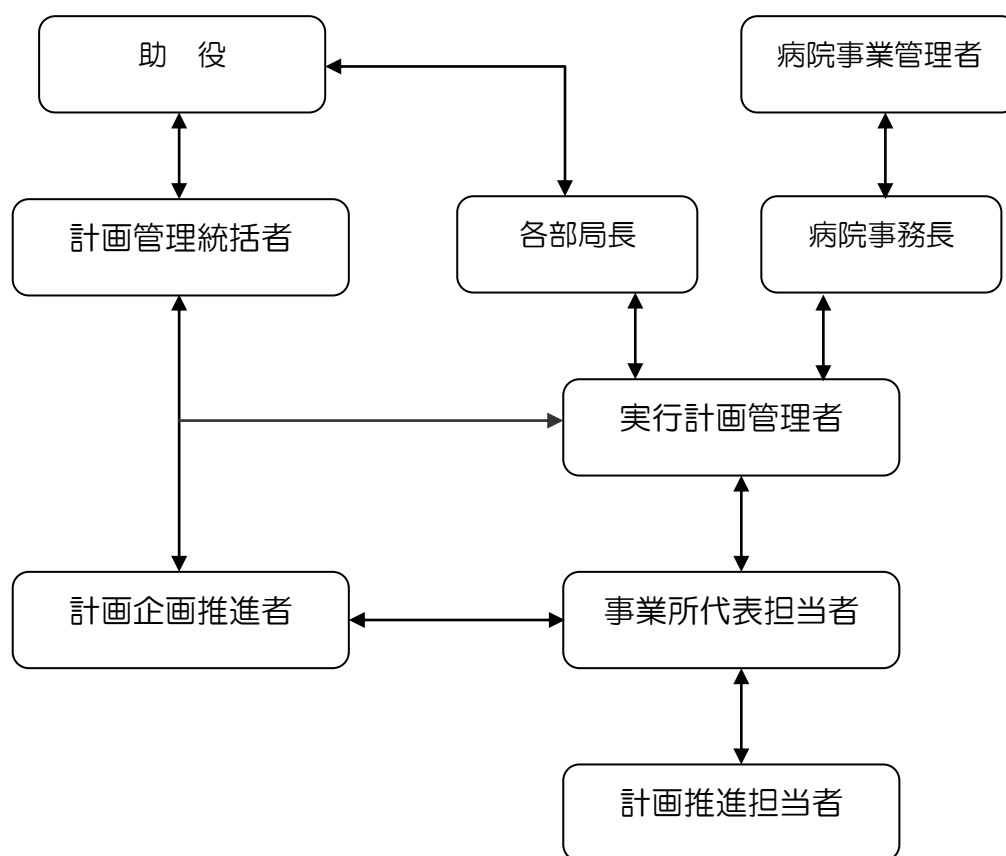 助　役
病院事業管理者
計画管理統括者
各部局長
病院事務長
実行計画管理者
計画企画推進者
事業所代表担当者
計画推進担当者